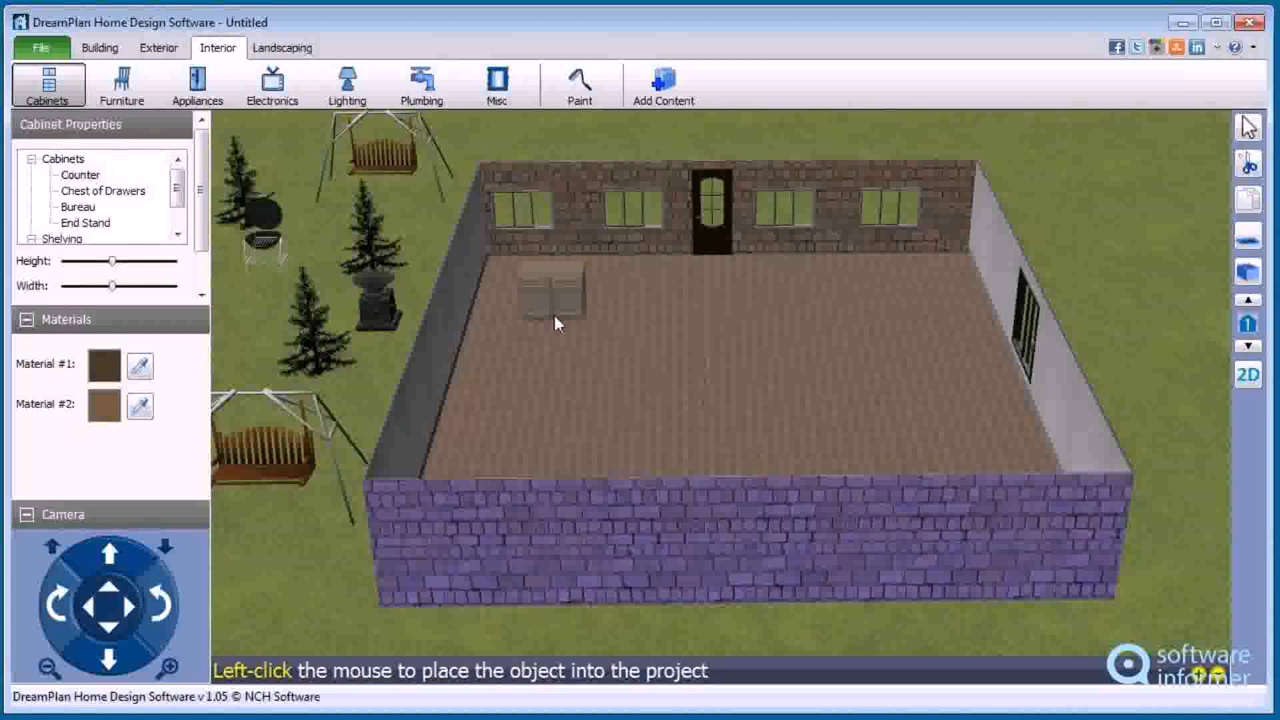 DreamPlan Home Design Software - Untitled
File Building Exterior Interior Landscaping
Cabinets Furniture Appliances Electronics Lighting Plumbing Misc Paint Add Content
Cabinet Properties
Cabinets
Counter
Chest of Drawers
Bureau
End Stand
Shelving
Height:
Width:
Materials
Material #1:
Material #2:
2D
Camera
Left-click the mouse to place the object into the project
software
informer
DreamPlan Home Design Software v 1.05 © NCH Software